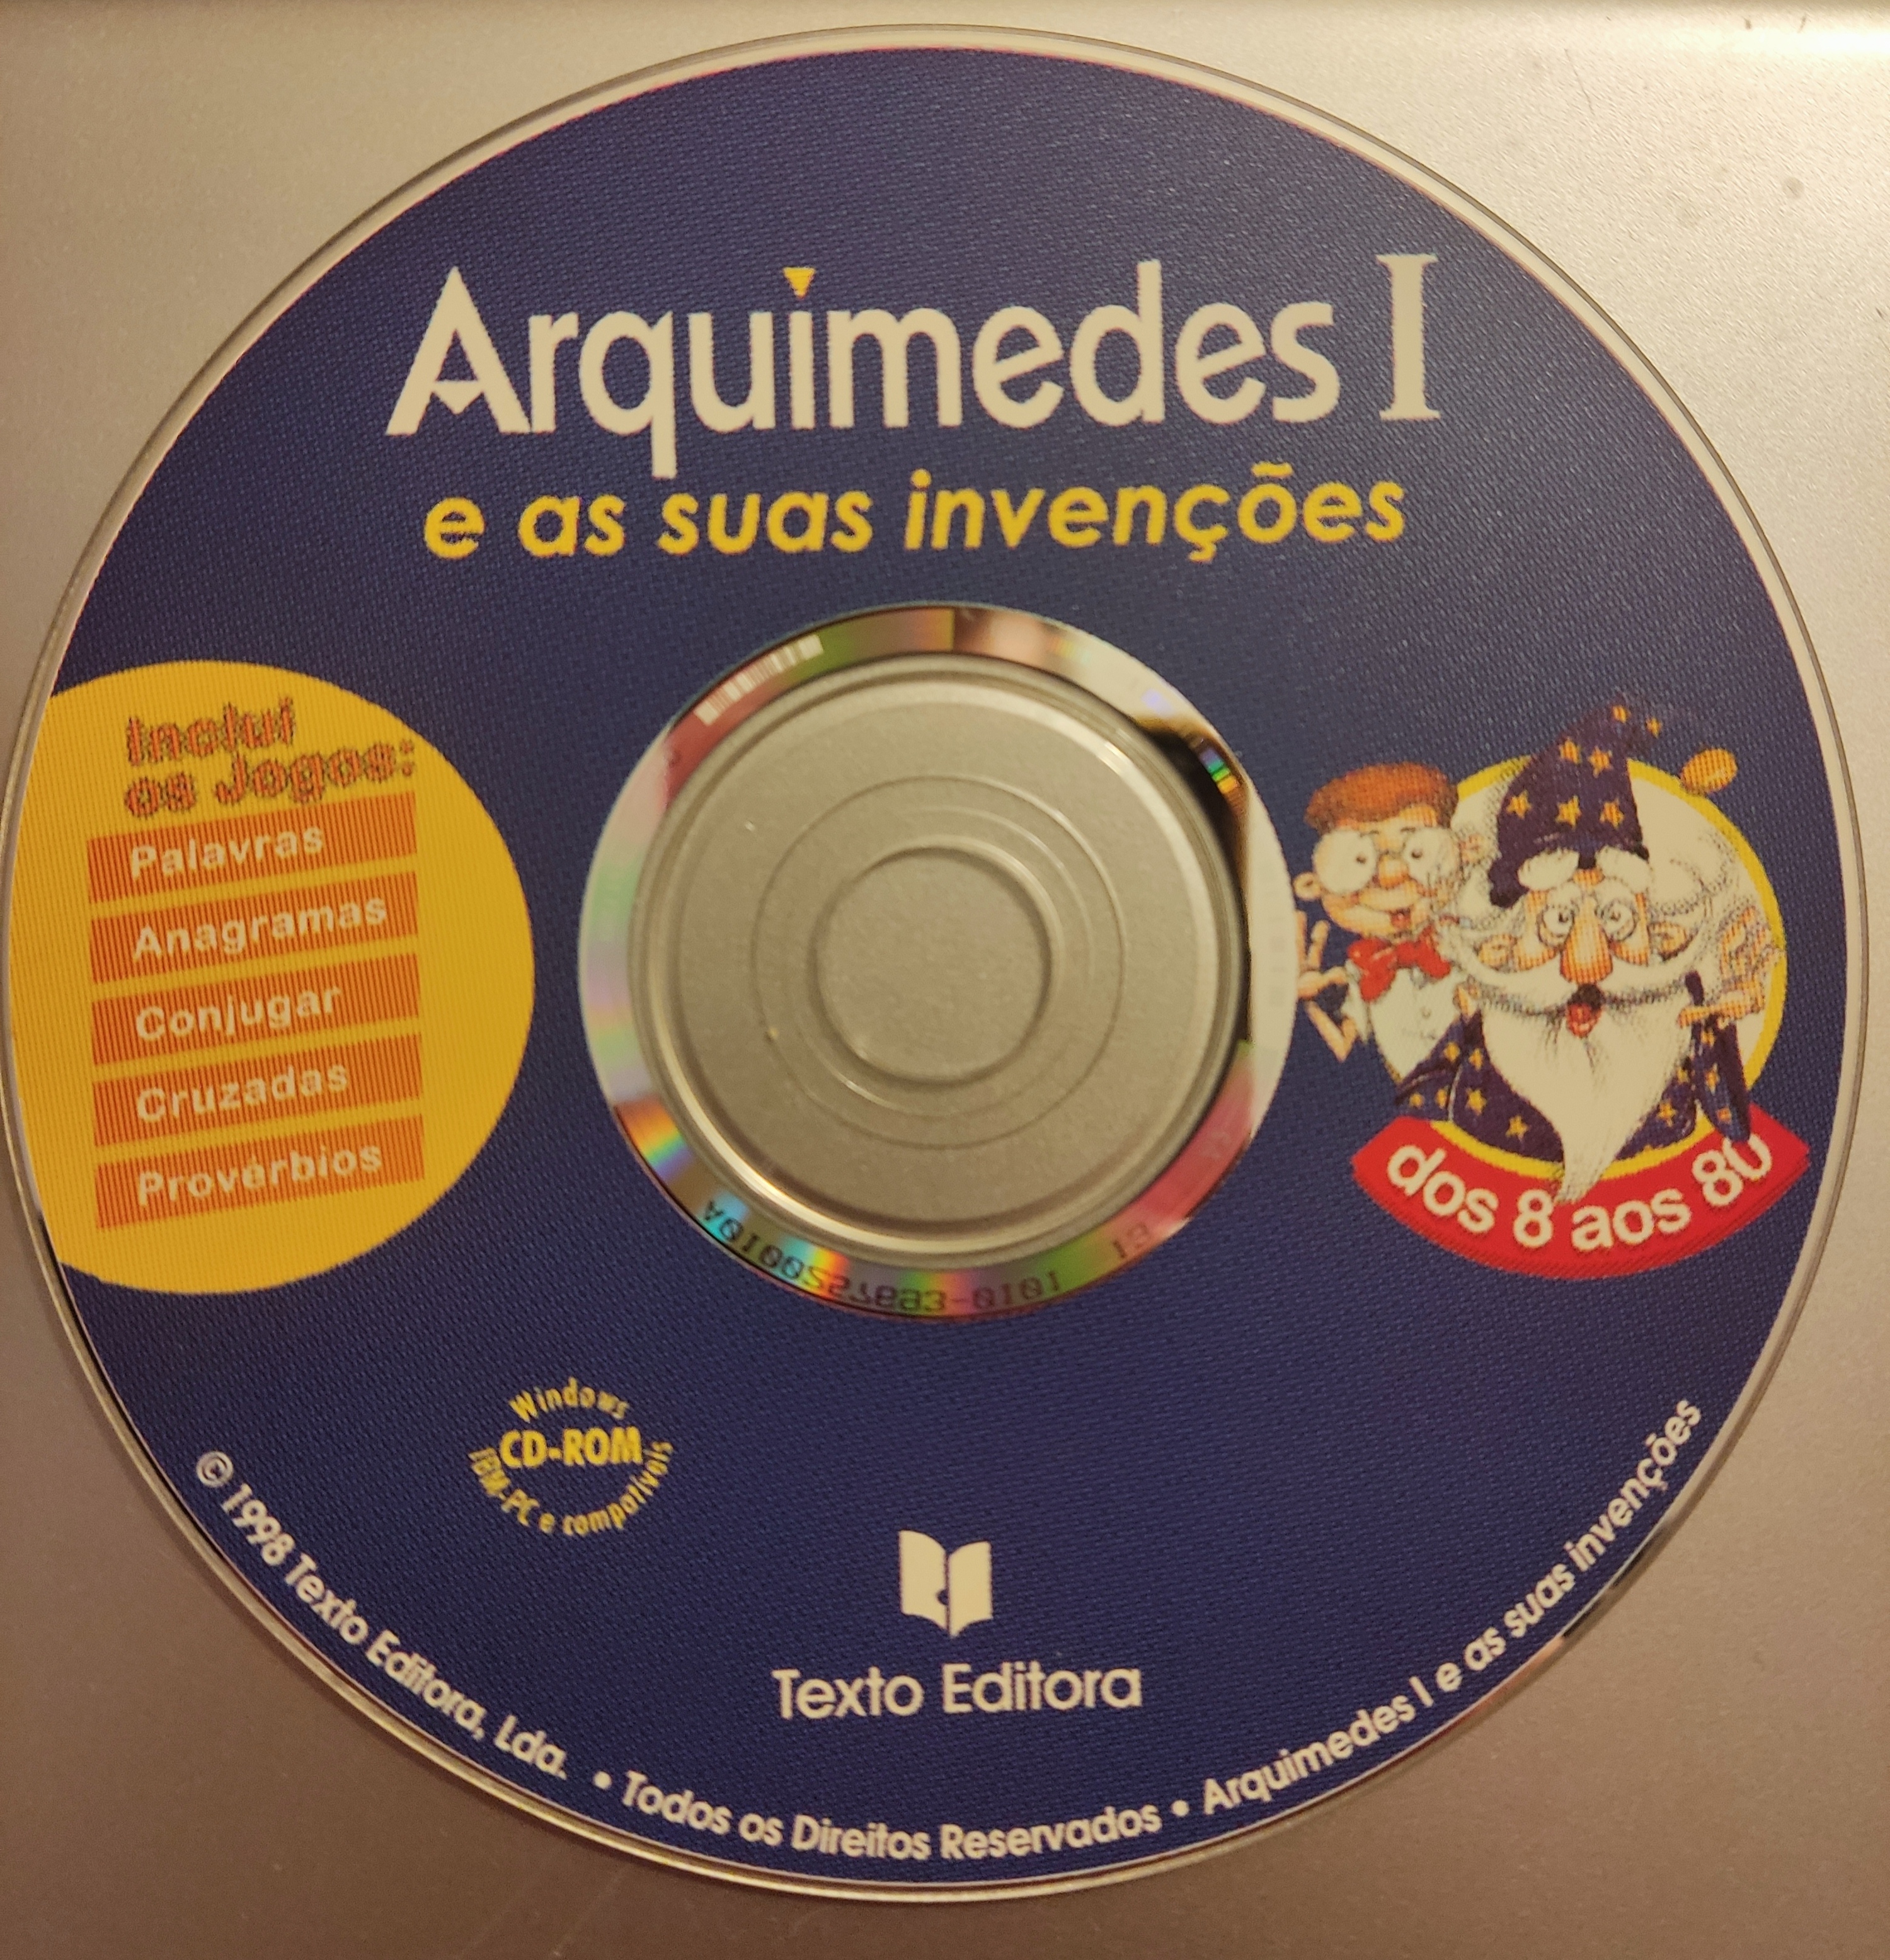 Arquimedes I
e as suas invenções
Inclui
os Jogos:
Palavras
Anagramas
Conjugar
Cruzadas
Provérbios
dos 8 aos 80
Windows
CD-ROM
IBM-PC e compatíveis
Texto Editora
© 1998 Texto Editora, Lda. • Todos os Direitos Reservados • Arquimedes I e as suas invenções